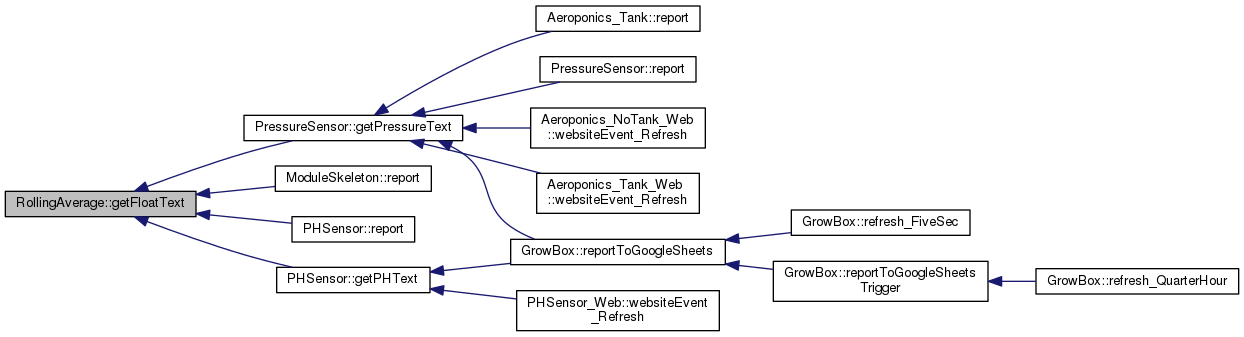 Aeroponics_Tank::report
PressureSensor::report
PressureSensor::getPressureText
Aeroponics_NoTank_Web
::websiteEvent_Refresh
ModuleSkeleton::report
Aeroponics_Tank_Web
::websiteEvent_Refresh
RollingAverage::getFloatText
PHSensor::report
GrowBox::refresh_FiveSec
GrowBox::reportToGoogleSheets
PHSensor::getPHText
GrowBox::reportToGoogleSheets
Trigger
GrowBox::refresh_QuarterHour
PHSensor_Web::websiteEvent
_Refresh